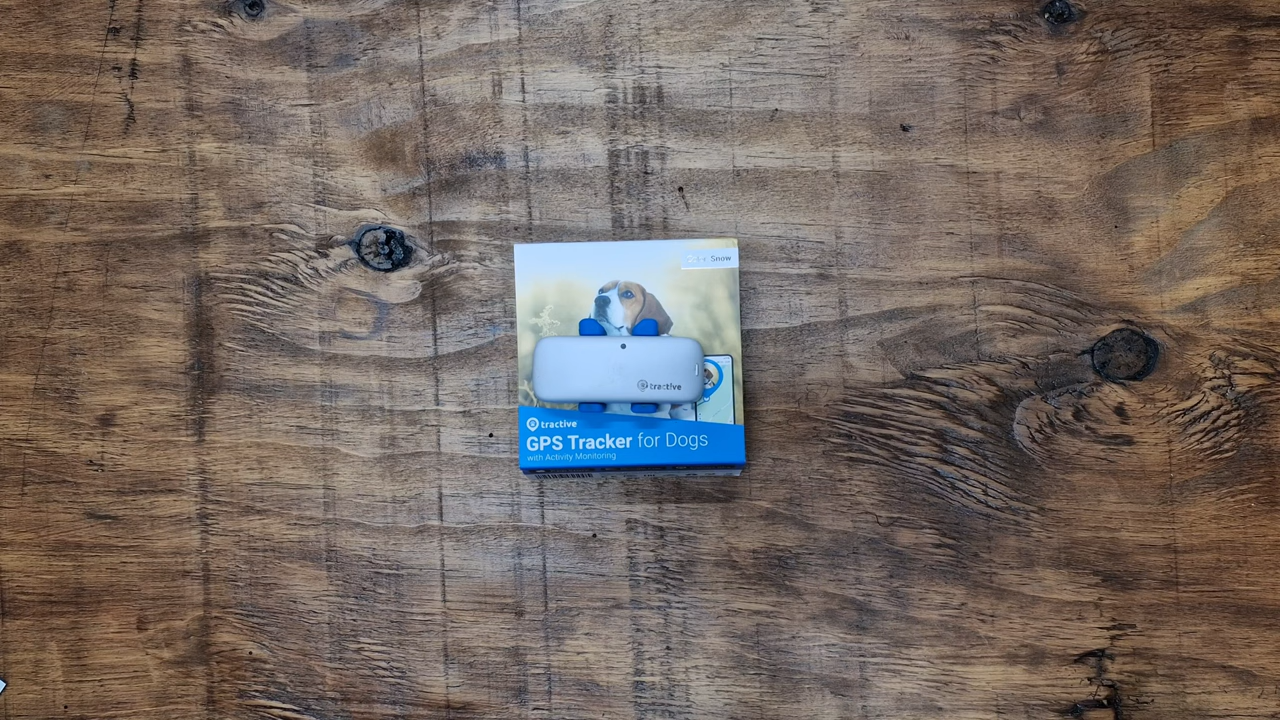 Snow
tractive
tractive
GPS Tracker for Dogs
with Activity Monitoring